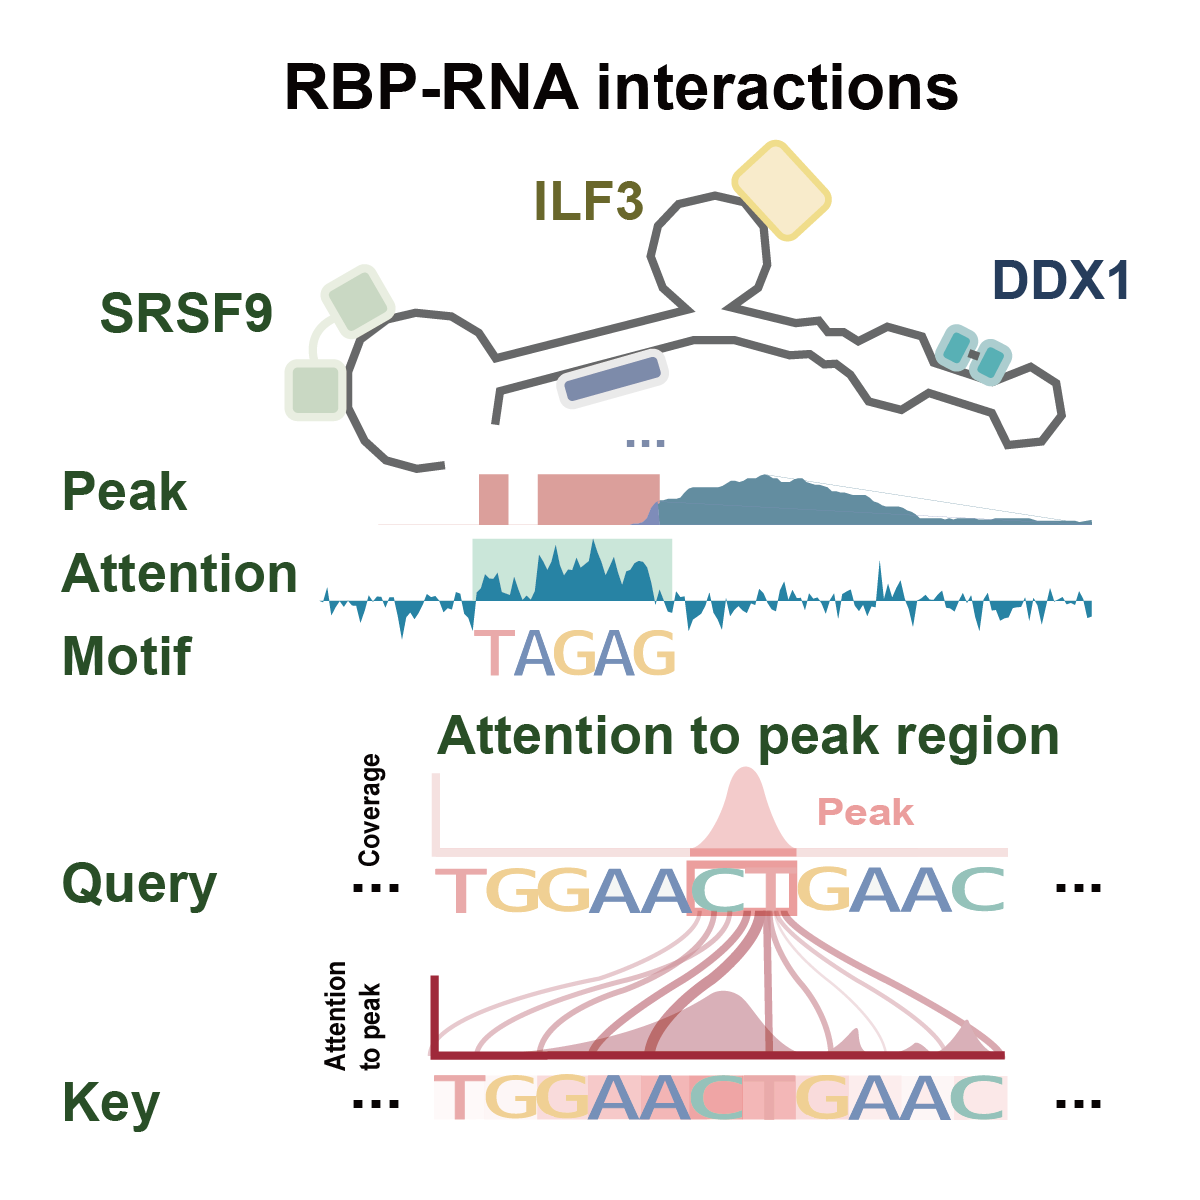 RBP-RNA interactions
ILF3
DDX1
SRSF9
...
Peak
Attention
Motif
TAGAG
Attention to peak region
Coverage
Peak
Query
... TGGAACTGAAC ...
Attention
to peak
Key
... TGGAACTGAAC ...